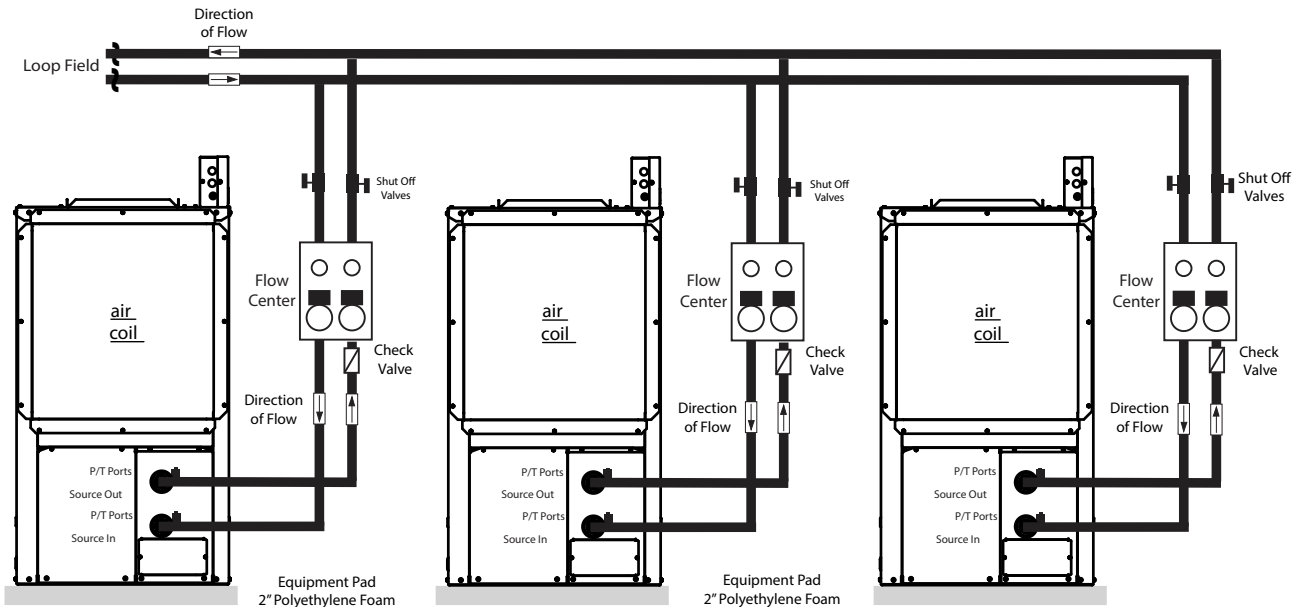 Direction
of Flow
Loop Field
Shut Off
Valves
Shut Off
Valves
Shut Off
Valves
air
coil
Flow
Center
air
coil
Flow
Center
air
coil
Flow
Center
Check
Valve
Check
Valve
Check
Valve
Direction
of Flow
Direction
of Flow
Direction
of Flow
P/T Ports
Source Out
P/T Ports
Source In
P/T Ports
Source Out
P/T Ports
Source In
P/T Ports
Source Out
P/T Ports
Source In
Equipment Pad
2” Polyethylene Foam
Equipment Pad
2” Polyethylene Foam